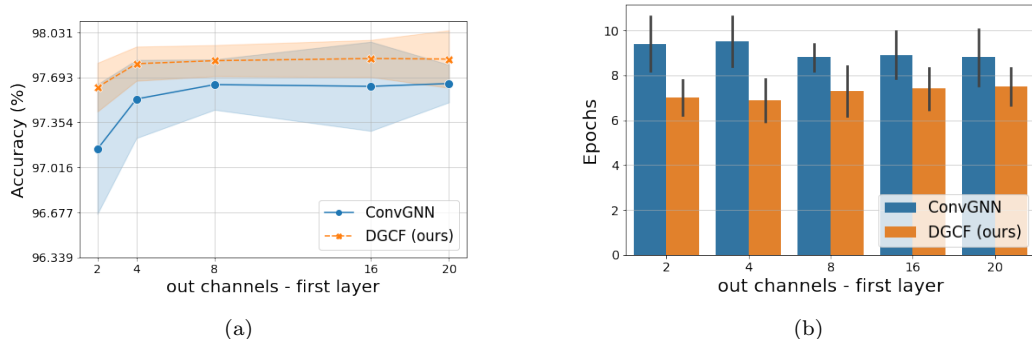 98.031
97.693
97.354
97.016
96.677
96.339
Accuracy (%)
ConvGNN
DGCF (ours)
2 4 8 16 20
out channels - first layer
(a)
10
8
6
4
2
0
Epochs
ConvGNN
DGCF (ours)
2 4 8 16 20
out channels - first layer
(b)